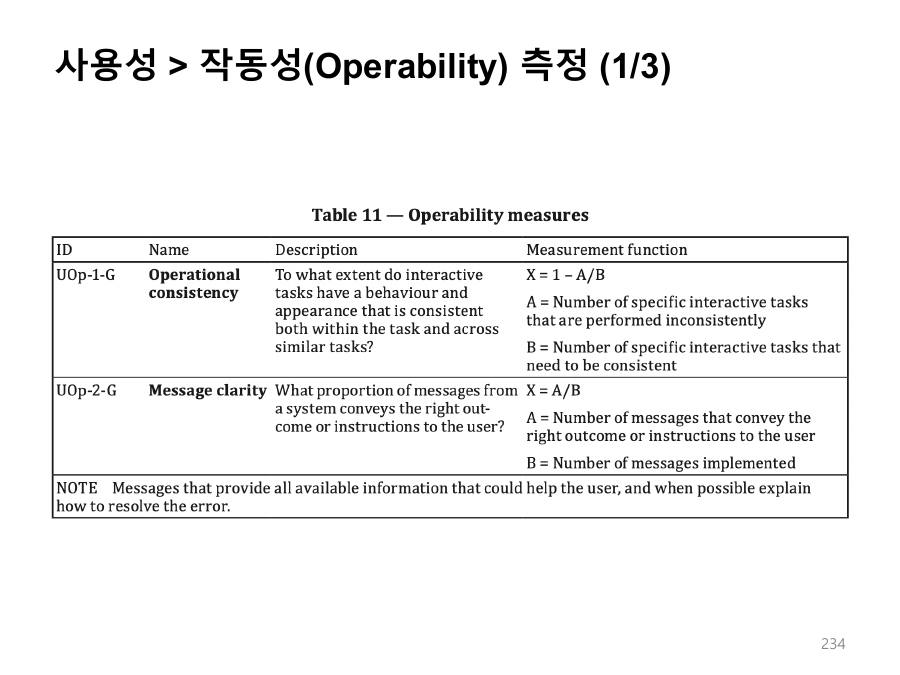 사용성 > 작동성(Operability) 측정 (1/3)
Table 11 — Operability measures
ID Name Description Measurement function
UOp-1-G Operational consistency To what extent do interactive tasks have a behaviour and appearance that is consistent both within the task and across similar tasks? X = 1 – A/B
A = Number of specific interactive tasks that are performed inconsistently
B = Number of specific interactive tasks that need to be consistent
UOp-2-G Message clarity What proportion of messages from a system conveys the right out-come or instructions to the user? X = A/B
A = Number of messages that convey the right outcome or instructions to the user
B = Number of messages implemented
NOTE Messages that provide all available information that could help the user, and when possible explain
how to resolve the error.
234